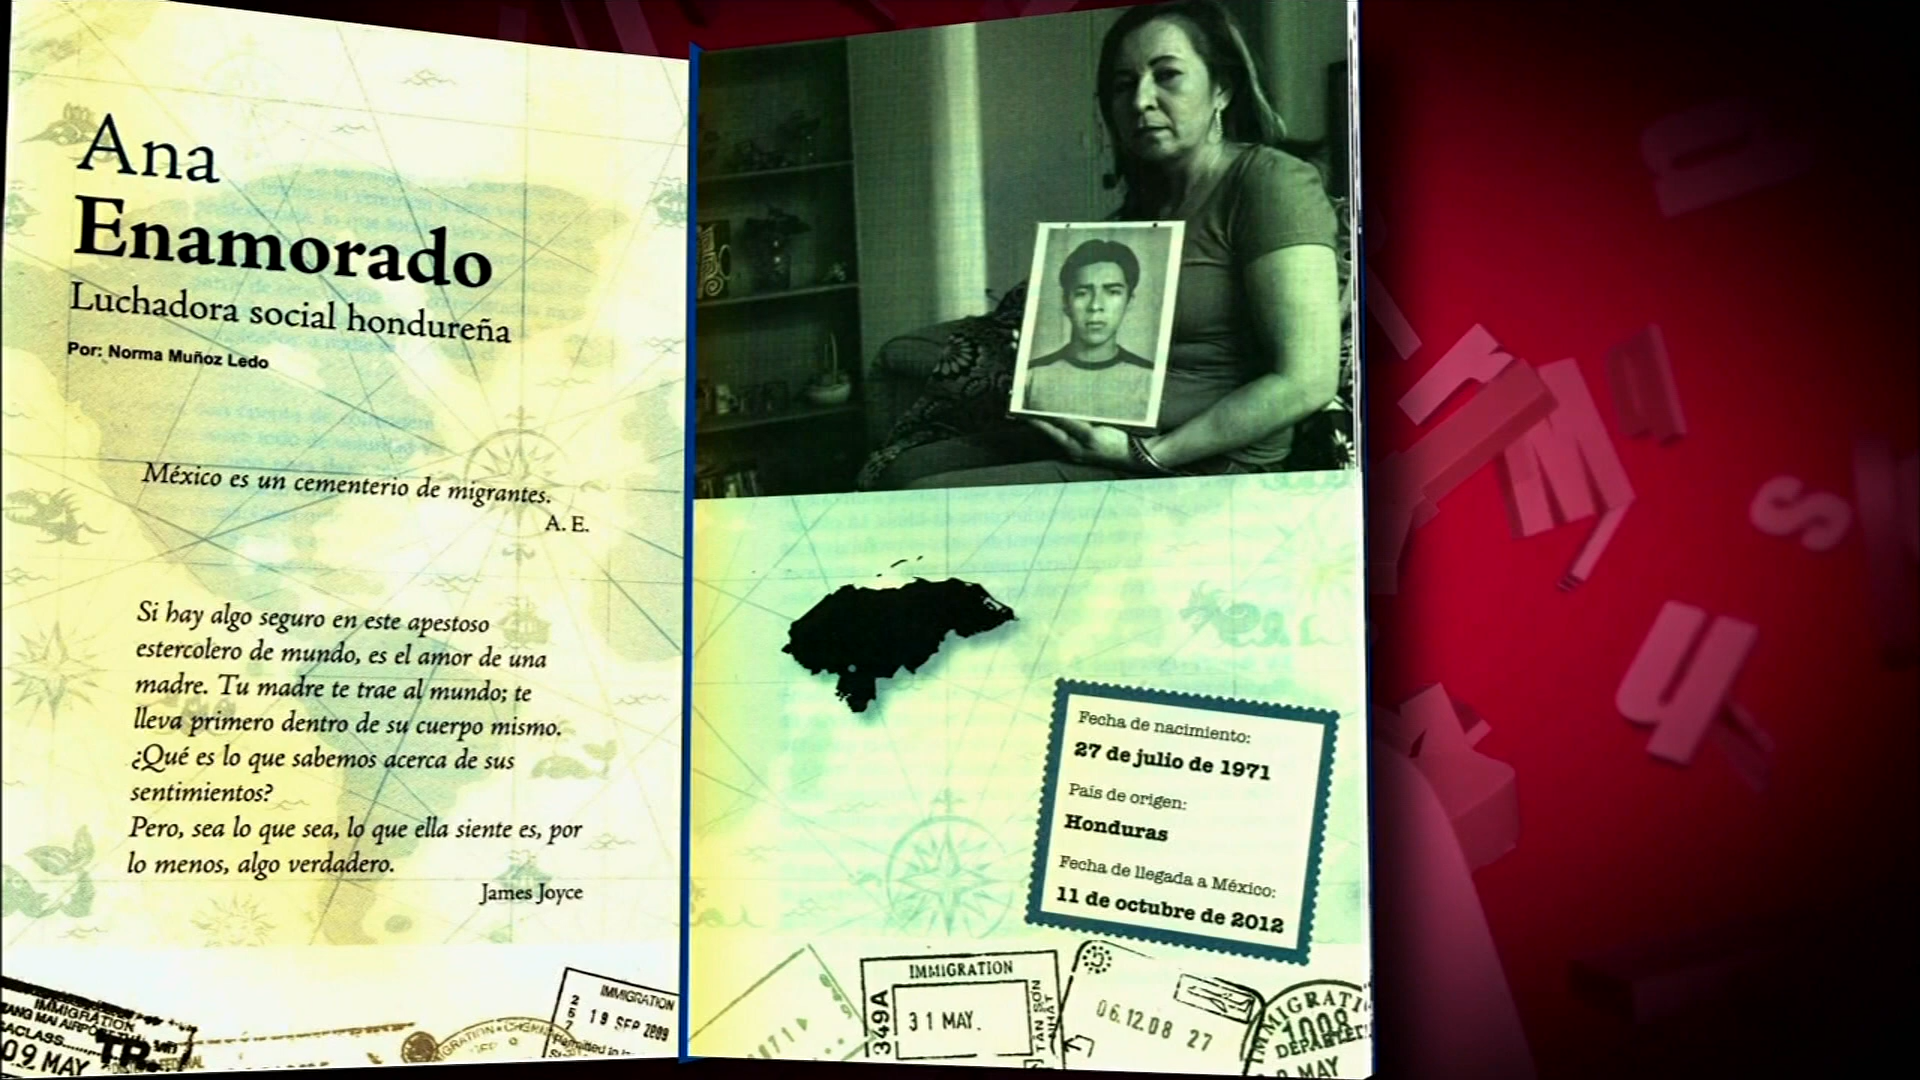 Ana
Enamorado
Luchadora social hondureña
Por: Norma Muñoz Ledo
México es un cementerio de migrantes.
A. E.
Si hay algo seguro en este apestoso
estercolero de mundo, es el amor de una
madre. Tu madre te trae al mundo; te
lleva primero dentro de su cuerpo mismo.
¿Qué es lo que sabemos acerca de sus
sentimientos?
Pero, sea lo que sea, lo que ella siente es, por
lo menos, algo verdadero.
James Joyce
IMMIGRATION
09 MAY
IMMIGRATION
19 SEP 2009
Fecha de nacimiento:
27 de julio de 1971
País de origen:
Honduras
Fecha de llegada a México:
11 de octubre de 2012
IMMIGRATION
349A
31 MAY.
TAN SON
NHAT
06.12.08 27
M
s